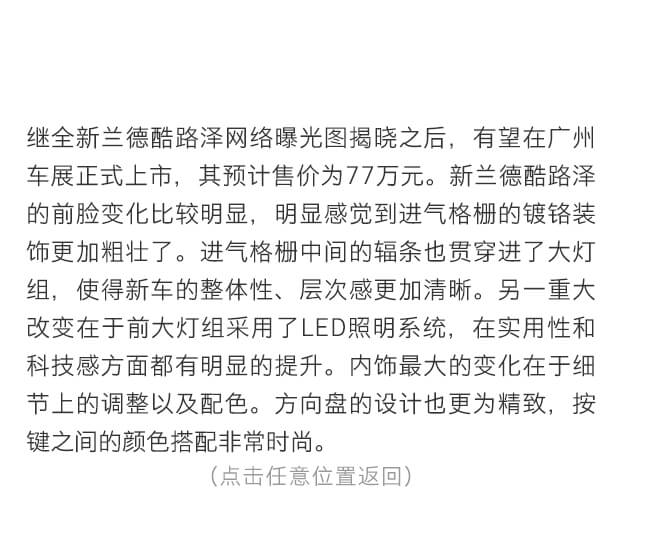 继全新兰德酷路泽网络曝光图揭晓之后，有望在广州
车展正式上市，其预计售价为77万元。新兰德酷路泽
的前脸变化比较明显，明显感觉到进气格栅的镀铬装
饰更加粗壮了。进气格栅中间的辐条也贯穿进了大灯
组，使得新车的整体性、层次感更加清晰。另一重大
改变在于前大灯组采用了LED照明系统，在实用性和
科技感方面都有明显的提升。内饰最大的变化在于细
节上的调整以及配色。方向盘的设计也更为精致，按
键之间的颜色搭配非常时尚。
（点击任意位置返回）